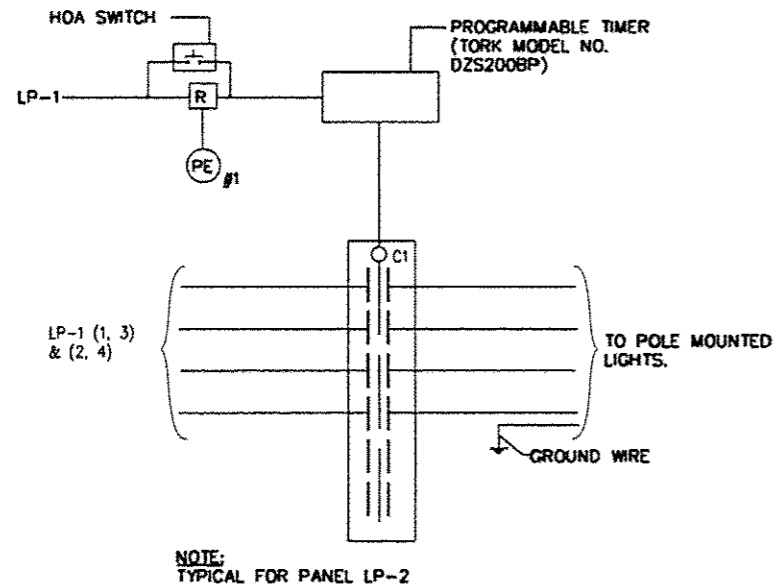 HOA SWITCH
PROGRAMMABLE TIMER
(TORK MODEL NO.
DZS200BP)
LP-1
R
PE
#1
C1
LP-1 (1, 3)
& (2, 4)
TO POLE MOUNTED
LIGHTS.
GROUND WIRE
NOTE:
TYPICAL FOR PANEL LP-2